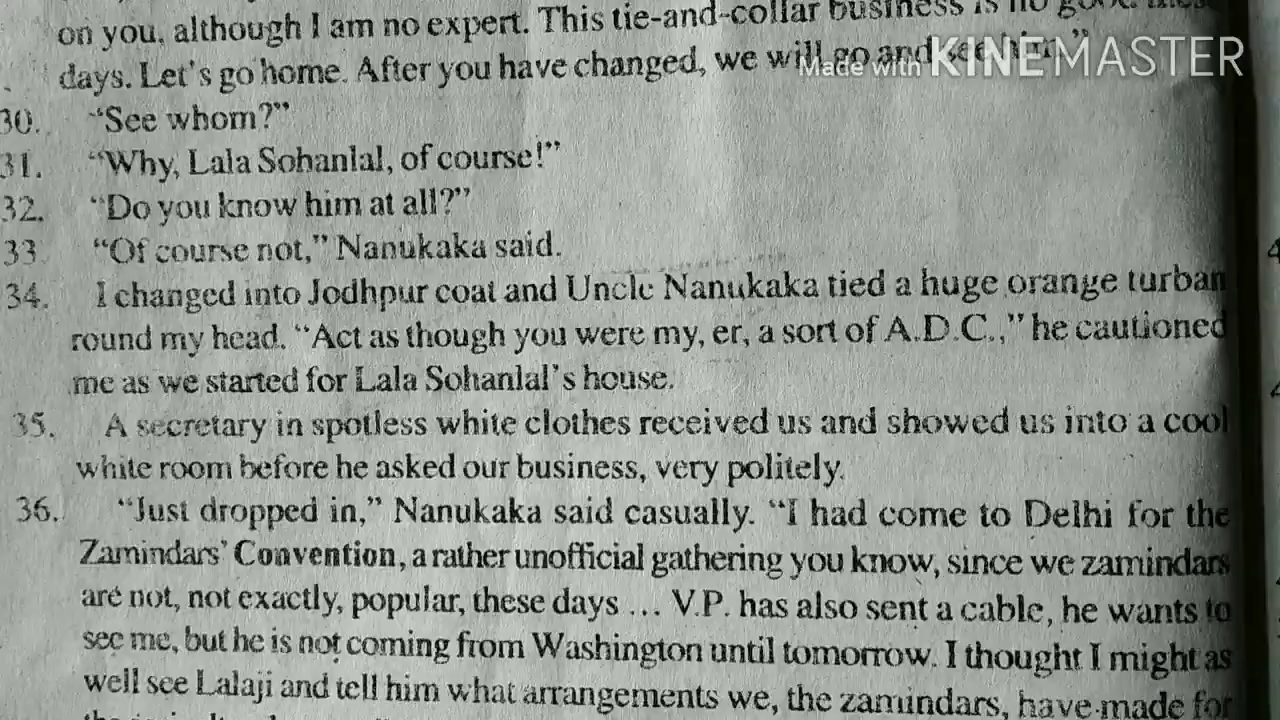 on you, although I am no expert. This tie-and-collar business is no good these
days. Let's go home. After you have changed, we will go and see him."
Made with KINEMASTER
30. "See whom?"
31. "Why, Lala Sohanlal, of course!"
32. "Do you know him at all?"
33 "Of course not," Nanukaka said.
34. I changed into Jodhpur coat and Uncle Nanukaka tied a huge orange turban
round my head. "Act as though you were my, er, a sort of A.D.C.," he cautioned
me as we started for Lala Sohanlal's house.
35. A secretary in spotless white clothes received us and showed us into a cool
white room before he asked our business, very politely.
36. "Just dropped in," Nanukaka said casually. "I had come to Delhi for the
Zamindars' Convention, a rather unofficial gathering you know, since we zamindars
are not, not exactly, popular, these days ... V.P. has also sent a cable, he wants to
see me, but he is not coming from Washington until tomorrow. I thought I might as
well see Lalaji and tell him what arrangements we, the zamindars, have made for